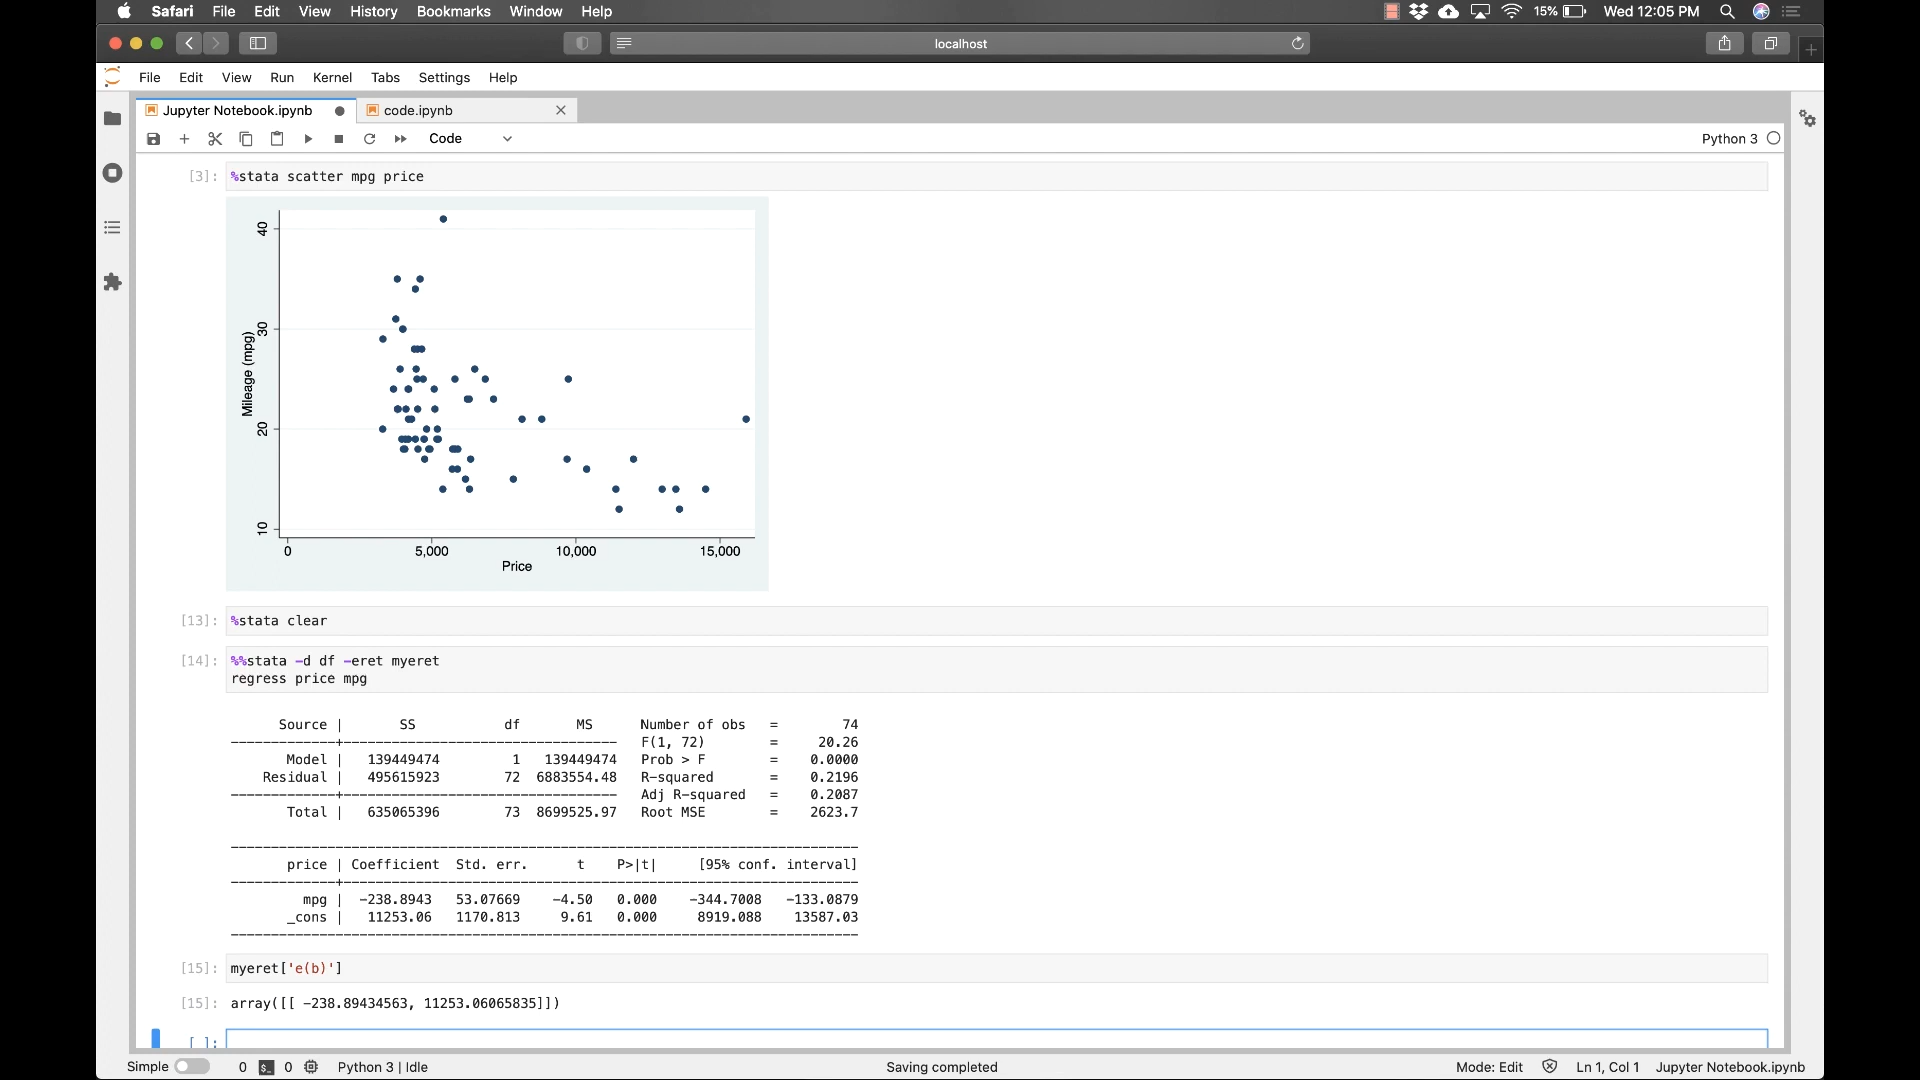 Safari File Edit View History Bookmarks Window Help 15% Wed 12:05 PM
localhost
File Edit View Run Kernel Tabs Settings Help
Jupyter Notebook.ipynb code.ipynb
Code Python 3
[3]: %stata scatter mpg price
40
30
20
10
Mileage (mpg)
0 5,000 10,000 15,000
Price
[13]: %stata clear
[14]: %%stata -d df -eret myeret
regress price mpg
Source | SS df MS Number of obs = 74
-------------+---------------------------------- F(1, 72) = 20.26
Model | 139449474 1 139449474 Prob > F = 0.0000
Residual | 495615923 72 6883554.48 R-squared = 0.2196
-------------+---------------------------------- Adj R-squared = 0.2087
Total | 635065396 73 8699525.97 Root MSE = 2623.7
------------------------------------------------------------------------------
price | Coefficient Std. err. t P>|t| [95% conf. interval]
-------------+----------------------------------------------------------------
mpg | -238.8943 53.07669 -4.50 0.000 -344.7008 -133.0879
_cons | 11253.06 1170.813 9.61 0.000 8919.088 13587.03
------------------------------------------------------------------------------
[15]: myeret['e(b)']
[15]: array([[ -238.89434563, 11253.06065835]])
[ ]:
Simple 0 $_ 0 Python 3 | Idle Saving completed Mode: Edit Ln 1, Col 1 Jupyter Notebook.ipynb